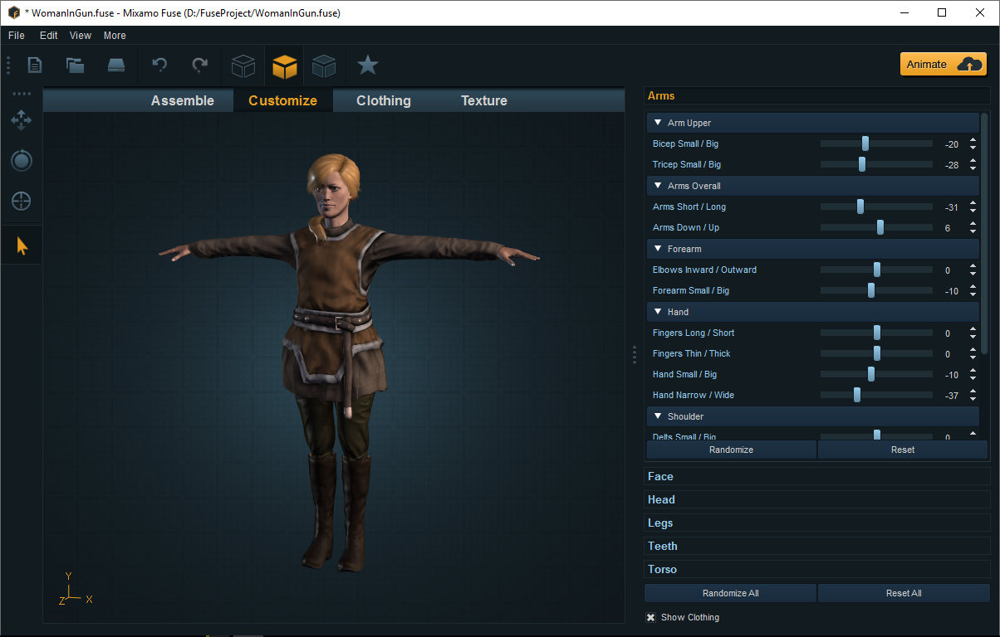 * WomanInGun.fuse - Mixamo Fuse (D:/FuseProject/WomanInGun.fuse)
File Edit View More
Animate
Assemble Customize Clothing Texture
Arms
Arm Upper
Bicep Small / Big -20
Tricep Small / Big -28
Arms Overall
Arms Short / Long -31
Arms Down / Up 6
Forearm
Elbows Inward / Outward 0
Forearm Small / Big -10
Hand
Fingers Long / Short 0
Fingers Thin / Thick 0
Hand Small / Big -10
Hand Narrow / Wide -37
Shoulder
Delts Small / Big 0
Randomize Reset
Face
Head
Legs
Teeth
Torso
Randomize All Reset All
Show Clothing
Y
Z X